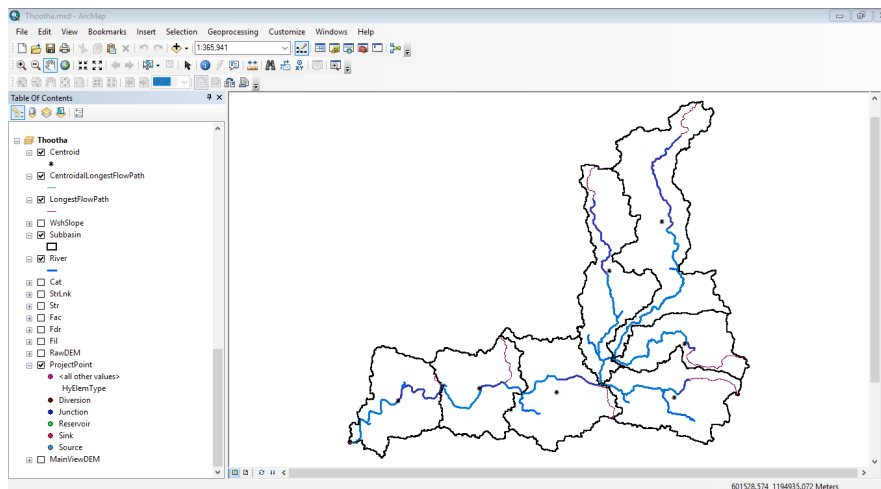 Thootha.mxd - ArcMap
File Edit View Bookmarks Insert Selection Geoprocessing Customize Windows Help
1:365,941
Table Of Contents
Thootha
Centroid
CentroidalLongestFlowPath
LongestFlowPath
WshSlope
Subbasin
River
Cat
StrLnk
Str
Fac
Fdr
Fil
RawDEM
ProjectPoint
<all other values>
HyElemType
Diversion
Junction
Reservoir
Sink
Source
MainViewDEM
601528.574 1194935.072 Meters